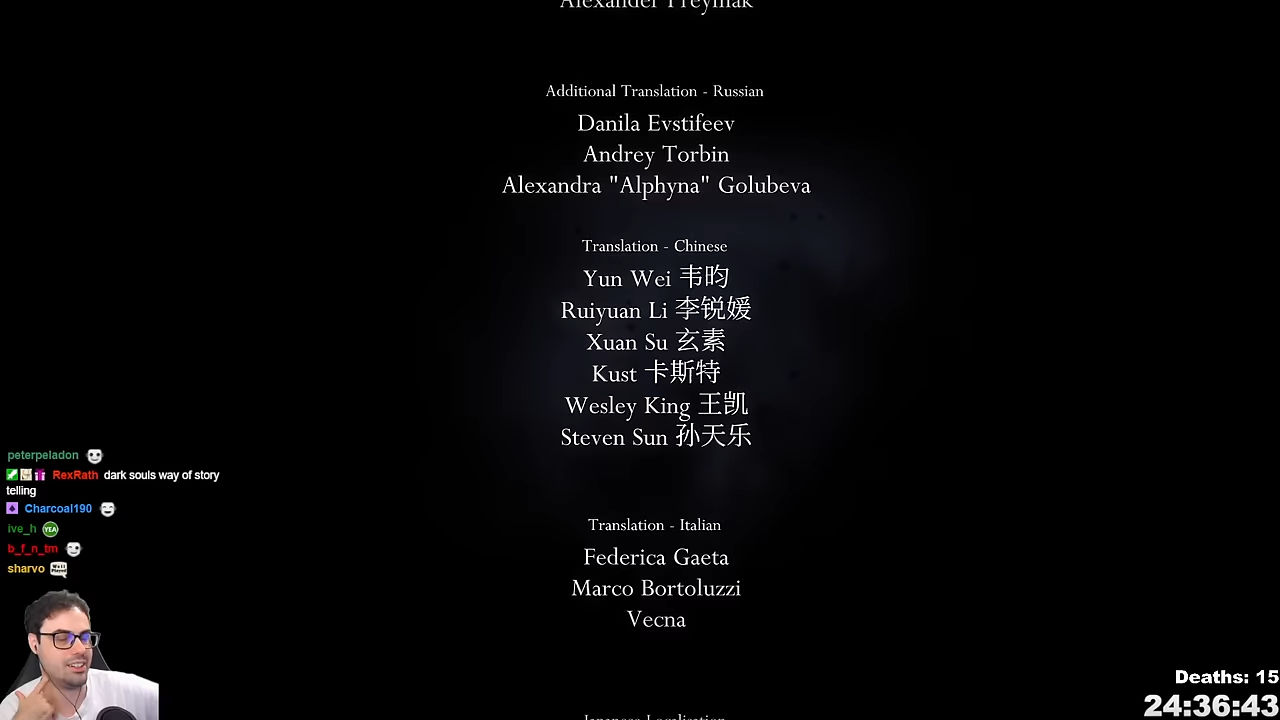 Additional Translation - Russian
Danila Evstifeev
Andrey Torbin
Alexandra "Alphyna" Golubeva
Translation - Chinese
Yun Wei 韦昀
Ruiyuan Li 李锐媛
Xuan Su 玄素
Kust 卡斯特
Wesley King 王凯
Steven Sun 孙天乐
Translation - Italian
Federica Gaeta
Marco Bortoluzzi
Vecna
peterpeladon
RexRath dark souls way of story
telling
Charcoal190
ive_h YEA
b_f_n_tm
sharvo Well Played
Deaths: 15
24:36:43